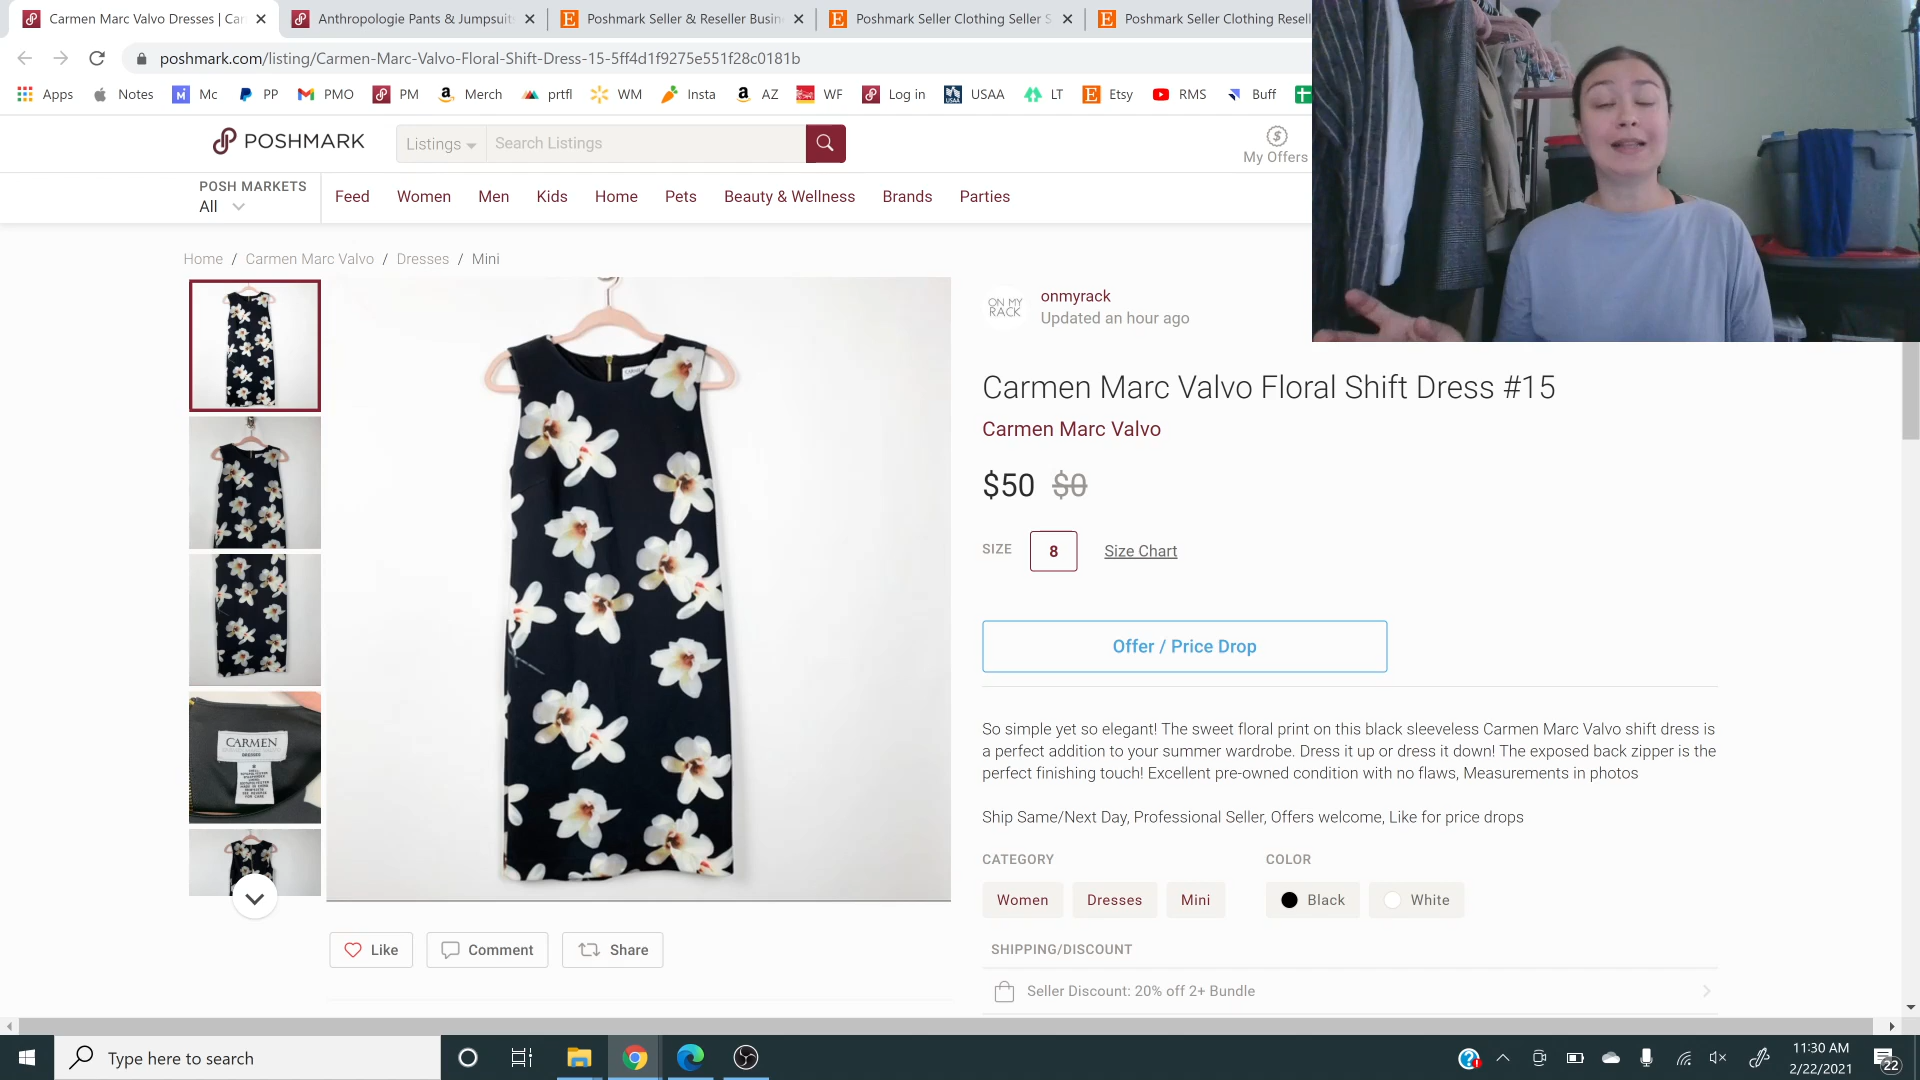 Carmen Marc Valvo Dresses | Car
Anthropologie Pants & Jumpsuit
Poshmark Seller & Reseller Busin
Poshmark Seller Clothing Seller S
Poshmark Seller Clothing Resell
poshmark.com/listing/Carmen-Marc-Valvo-Floral-Shift-Dress-15-5ff4d1f9275e551f28c0181b
Apps Notes Mc PP PMO PM Merch prtfl WM Insta AZ WF Log in USAA LT Etsy RMS Buff
POSHMARK
Listings
Search Listings
My Offers
POSH MARKETS
All
Feed Women Men Kids Home Pets Beauty & Wellness Brands Parties
Home / Carmen Marc Valvo / Dresses / Mini
ON MY
RACK
onmyrack
Updated an hour ago
Carmen Marc Valvo Floral Shift Dress #15
Carmen Marc Valvo
$50 $0
SIZE 8 Size Chart
Offer / Price Drop
So simple yet so elegant! The sweet floral print on this black sleeveless Carmen Marc Valvo shift dress is
a perfect addition to your summer wardrobe. Dress it up or dress it down! The exposed back zipper is the
perfect finishing touch! Excellent pre-owned condition with no flaws, Measurements in photos
Ship Same/Next Day, Professional Seller, Offers welcome, Like for price drops
CATEGORY
Women Dresses Mini
COLOR
Black White
SHIPPING/DISCOUNT
Seller Discount: 20% off 2+ Bundle
CARMEN
DRESSES
Like Comment Share
Type here to search
11:30 AM
2/22/2021
22